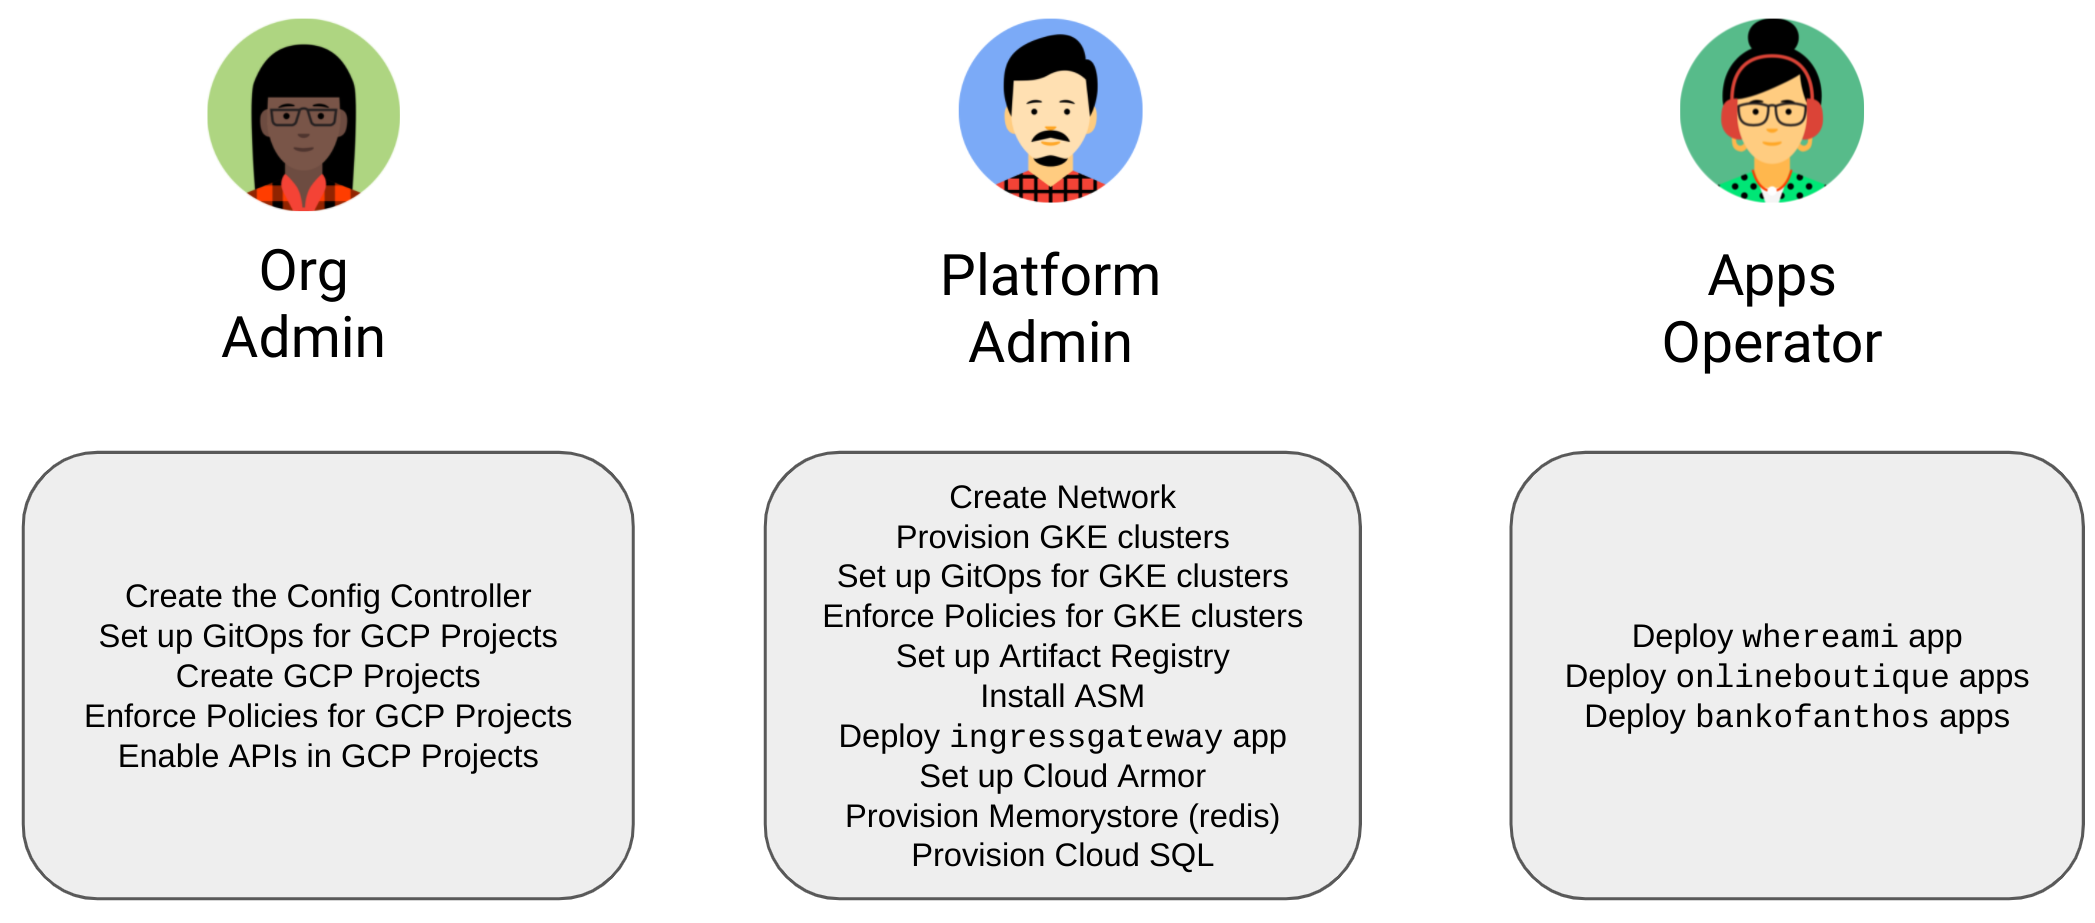 Org
Admin
Create the Config Controller
Set up GitOps for GCP Projects
Create GCP Projects
Enforce Policies for GCP Projects
Enable APIs in GCP Projects
Platform
Admin
Create Network
Provision GKE clusters
Set up GitOps for GKE clusters
Enforce Policies for GKE clusters
Set up Artifact Registry
Install ASM
Deploy ingressgateway app
Set up Cloud Armor
Provision Memorystore (redis)
Provision Cloud SQL
Apps
Operator
Deploy whereami app
Deploy onlineboutique apps
Deploy bankofanthos apps